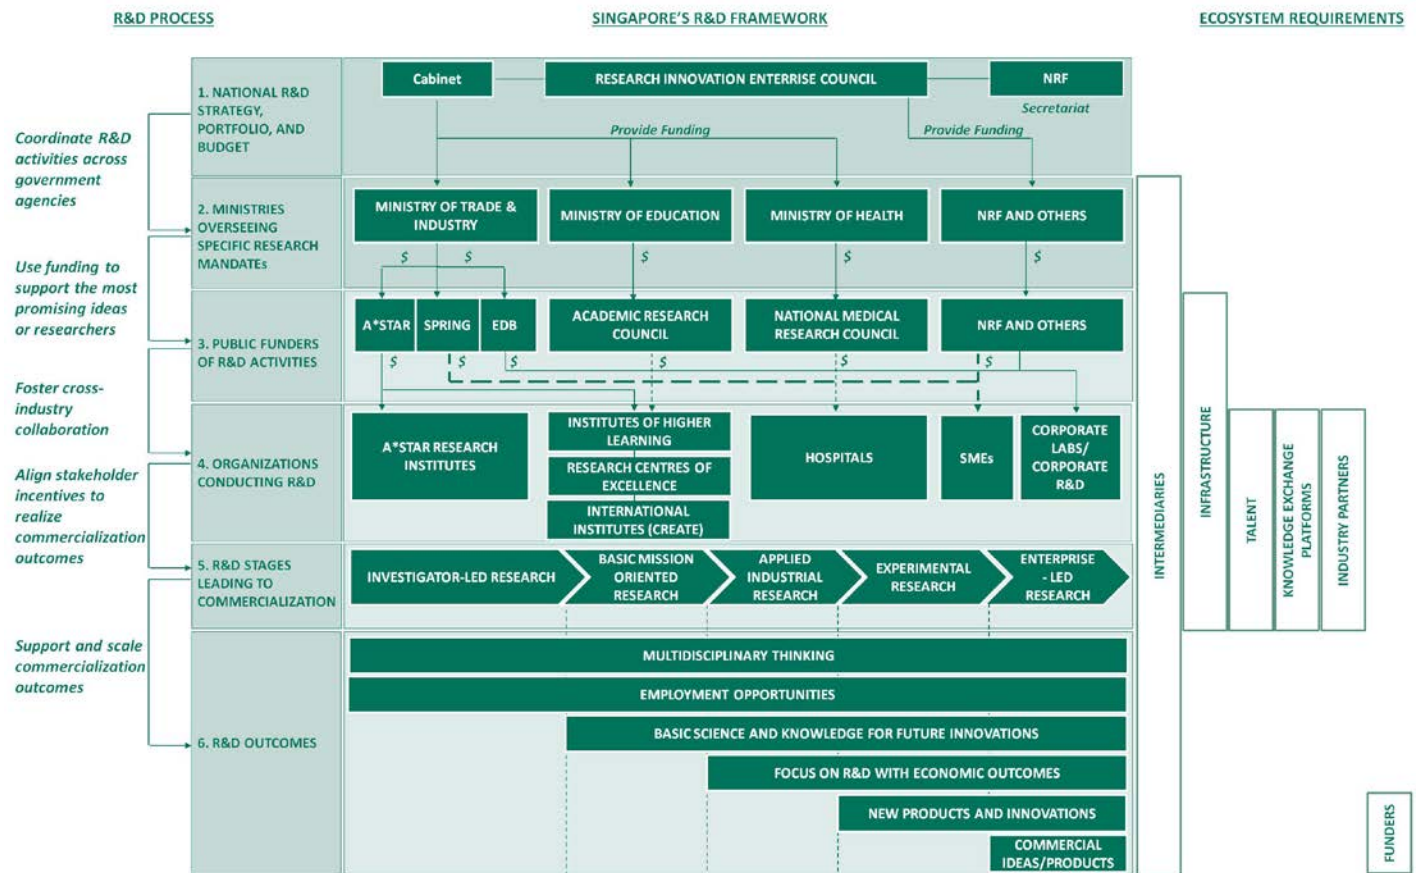 R&D PROCESS
SINGAPORE'S R&D FRAMEWORK
ECOSYSTEM REQUIREMENTS
Coordinate R&D
activities across
government
agencies
Use funding to
support the most
promising ideas
or researchers
Foster cross-
industry
collaboration
Align stakeholder
incentives to
realize
commercialization
outcomes
Support and scale
commercialization
outcomes
1. NATIONAL R&D
STRATEGY,
PORTFOLIO, AND
BUDGET
Cabinet
RESEARCH INNOVATION ENTERRISE COUNCIL
NRF
Secretariat
Provide Funding
Provide Funding
2. MINISTRIES
OVERSEEING
SPECIFIC RESEARCH
MANDATEs
MINISTRY OF TRADE &
INDUSTRY
MINISTRY OF EDUCATION
MINISTRY OF HEALTH
NRF AND OTHERS
$
$
$
$
$
3. PUBLIC FUNDERS
OF R&D ACTIVITIES
A*STAR
SPRING
EDB
ACADEMIC RESEARCH
COUNCIL
NATIONAL MEDICAL
RESEARCH COUNCIL
NRF AND OTHERS
$
$
$
$
$
$
4. ORGANIZATIONS
CONDUCTING R&D
A*STAR RESEARCH
INSTITUTES
INSTITUTES OF HIGHER
LEARNING
RESEARCH CENTRES OF
EXCELLENCE
INTERNATIONAL
INSTITUTES (CREATE)
HOSPITALS
SMEs
CORPORATE
LABS/
CORPORATE
R&D
5. R&D STAGES
LEADING TO
COMMERCIALIZATION
INVESTIGATOR-LED RESEARCH
BASIC MISSION
ORIENTED
RESEARCH
APPLIED
INDUSTRIAL
RESEARCH
EXPERIMENTAL
RESEARCH
ENTERPRISE
- LED
RESEARCH
6. R&D OUTCOMES
MULTIDISCIPLINARY THINKING
EMPLOYMENT OPPORTUNITIES
BASIC SCIENCE AND KNOWLEDGE FOR FUTURE INNOVATIONS
FOCUS ON R&D WITH ECONOMIC OUTCOMES
NEW PRODUCTS AND INNOVATIONS
COMMERCIAL
IDEAS/PRODUCTS
INTERMEDIARIES
INFRASTRUCTURE
TALENT
KNOWLEDGE EXCHANGE
PLATFORMS
INDUSTRY PARTNERS
FUNDERS